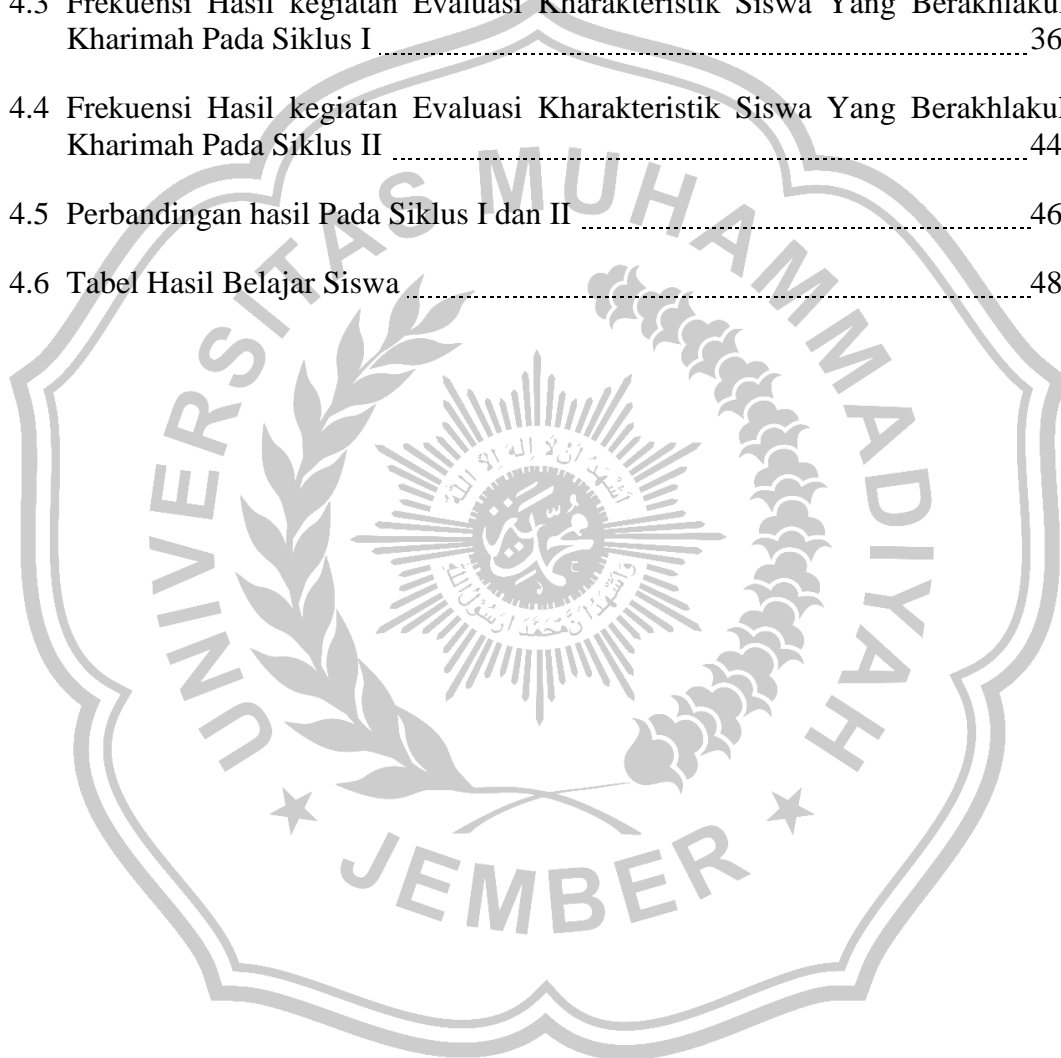 4.3 Frekuensi Hasil kegiatan Evaluasi Kharakteristik Siswa Yang Berakhlakul
Kharimah Pada Siklus I 36
4.4 Frekuensi Hasil kegiatan Evaluasi Kharakteristik Siswa Yang Berakhlakul
Kharimah Pada Siklus II 44
4.5 Perbandingan hasil Pada Siklus I dan II 46
4.6 Tabel Hasil Belajar Siswa 48
UNIVERSITAS MUHAMMADIYAH
JEMBER